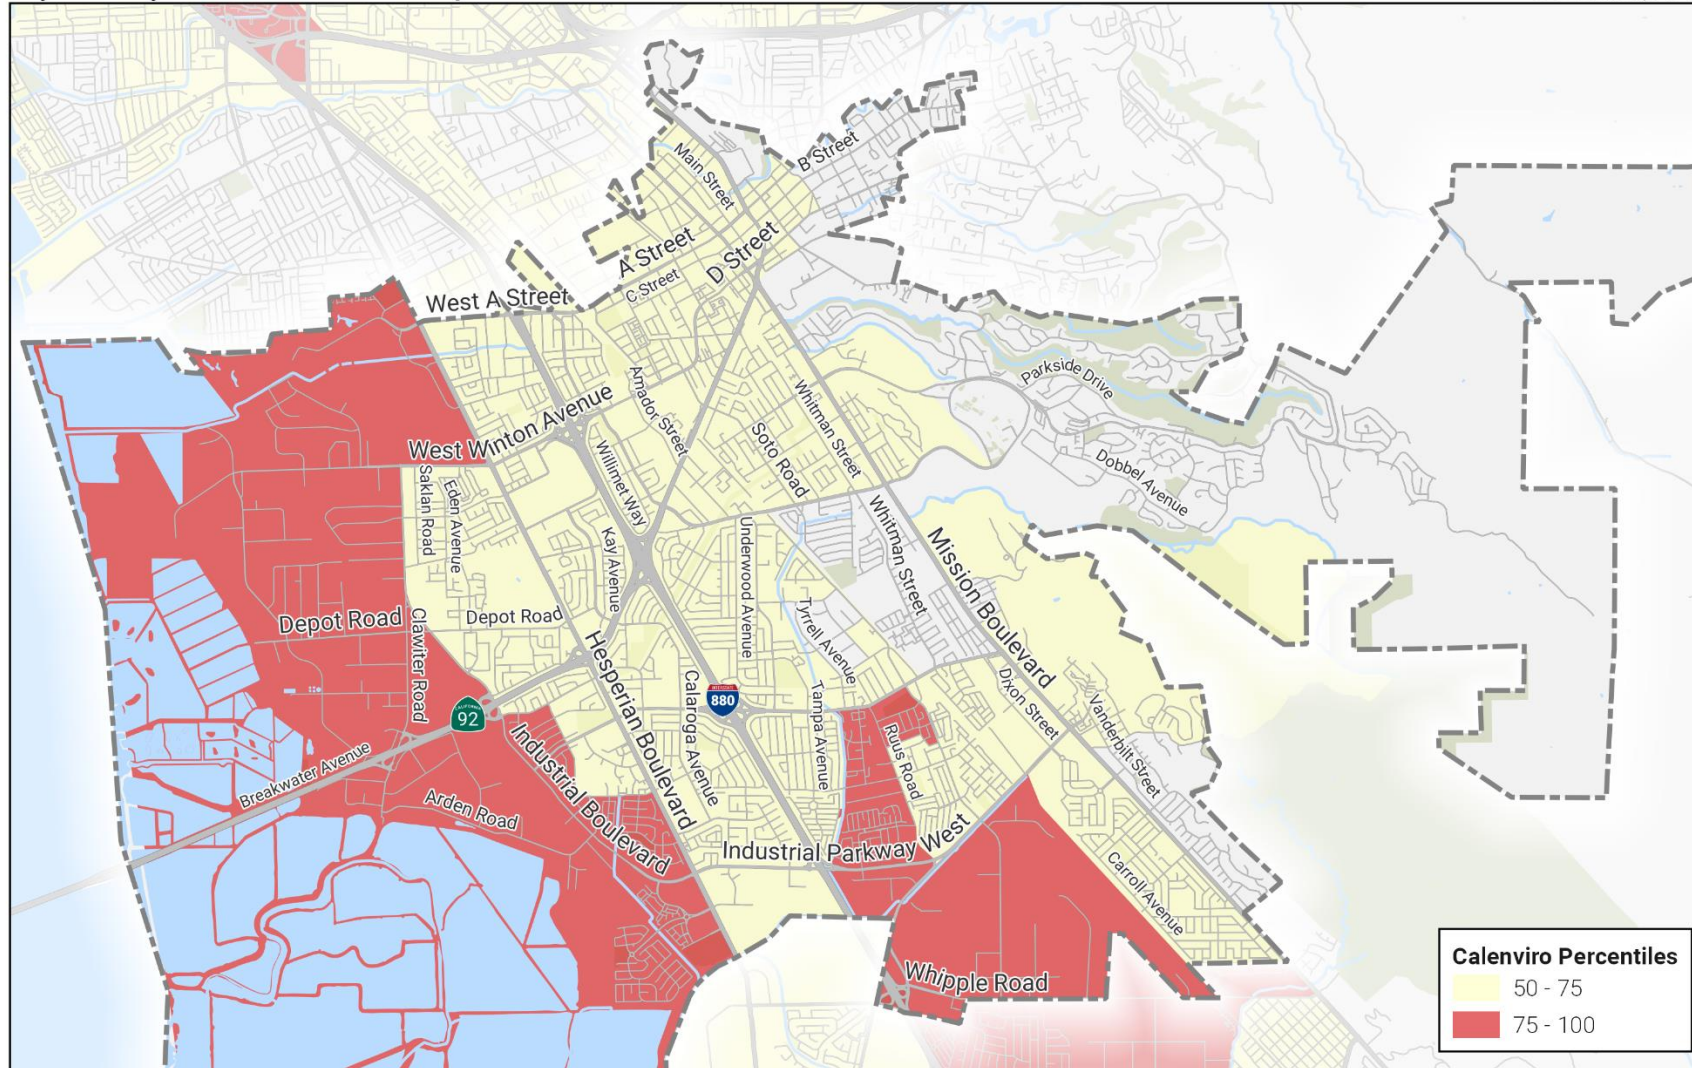 Main Street
B Street
A Street
D Street
C Street
West A Street
Parkside Drive
Amador Street
Whitman Street
West Winton Avenue
Soto Road
Willimet Way
Dobbel Avenue
Saklan Road
Eden Avenue
Kay Avenue
Underwood Avenue
Whitman Street
Mission Boulevard
Depot Road
Depot Road
Clawiter Road
Tyrrell Avenue
Hesperian Boulevard
Calaroga Avenue
INTERSTATE
880
CALIFORNIA
92
Dixon Street
Vanderbilt Street
Tampa Avenue
Ruus Road
Industrial Boulevard
Breakwater Avenue
Arden Road
Industrial Parkway West
Carroll Avenue
Whipple Road
Calenviro Percentiles
50 - 75
75 - 100